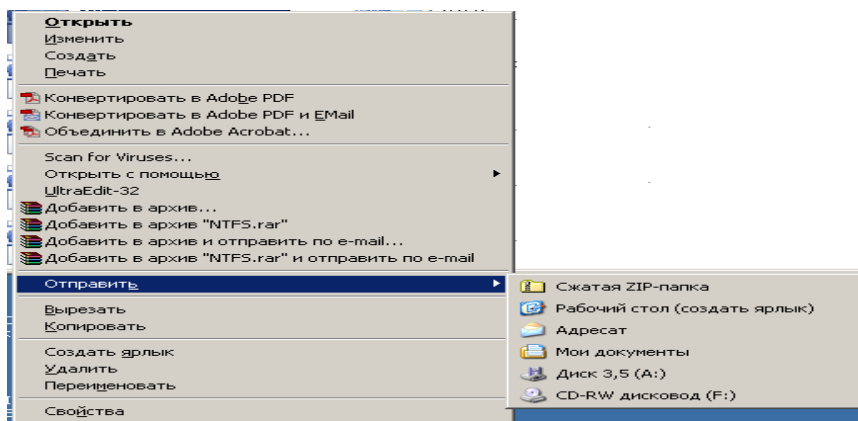 Открыть
Изменить
Создать
Печать
Конвертировать в Adobe PDF
Конвертировать в Adobe PDF и EMail
Объединить в Adobe Acrobat...
Scan for Viruses...
Открыть с помощью
UltraEdit-32
Добавить в архив...
Добавить в архив "NTFS.rar"
Добавить в архив и отправить по e-mail...
Добавить в архив "NTFS.rar" и отправить по e-mail
Отправить
Вырезать
Копировать
Создать ярлык
Удалить
Переименовать
Свойства
Сжатая ZIP-папка
Рабочий стол (создать ярлык)
Адресат
Мои документы
Диск 3,5 (A:)
CD-RW дисковод (F:)